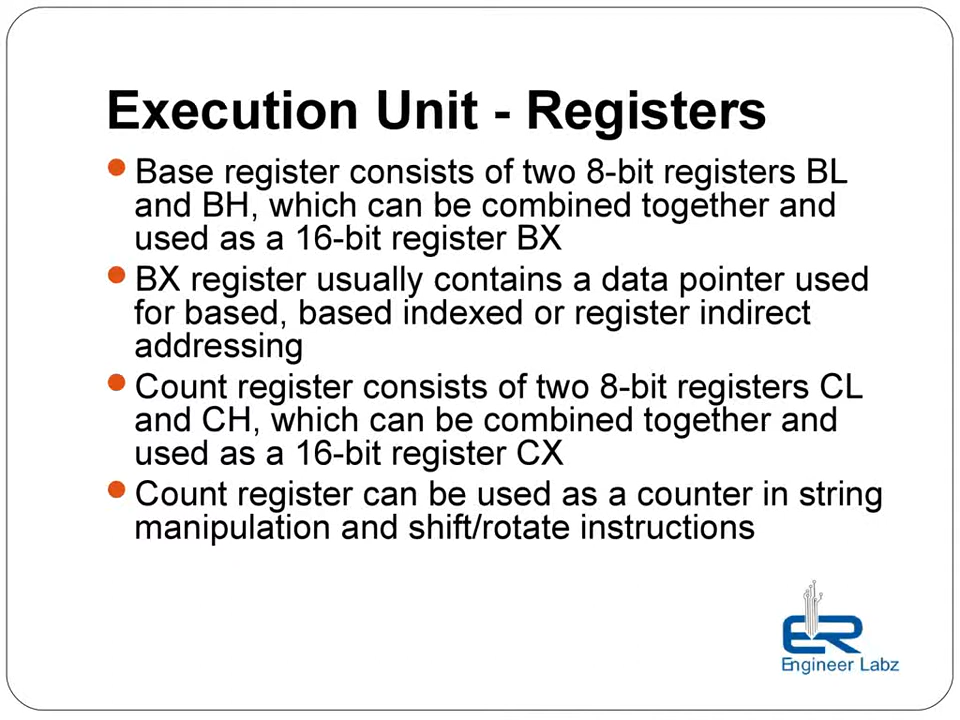 Execution Unit - Registers
Base register consists of two 8-bit registers BL
and BH, which can be combined together and
used as a 16-bit register BX
BX register usually contains a data pointer used
for based, based indexed or register indirect
addressing
Count register consists of two 8-bit registers CL
and CH, which can be combined together and
used as a 16-bit register CX
Count register can be used as a counter in string
manipulation and shift/rotate instructions
ER
Engineer Labz